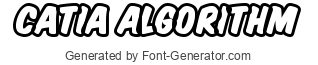 CATIA ALGORITHM
Generated by Font-Generator.com